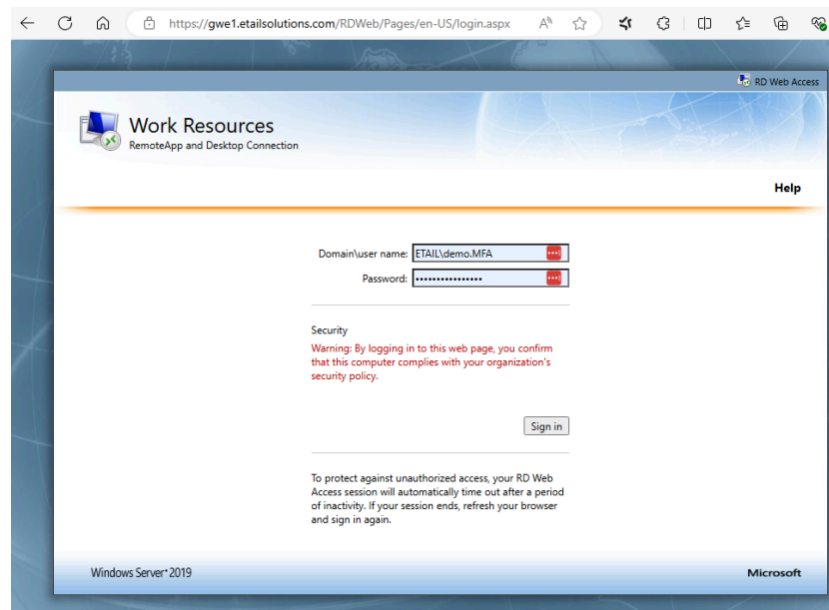 https://gwe1.etailsolutions.com/RDWeb/Pages/en-US/login.aspx
RD Web Access
Work Resources
RemoteApp and Desktop Connection
Help
Domain\user name: ETAIL\demo.MFA
Password: ••••••••••••••••
Security
Warning: By logging in to this web page, you confirm
that this computer complies with your organization's
security policy.
Sign in
To protect against unauthorized access, your RD Web
Access session will automatically time out after a period
of inactivity. If your session ends, refresh your browser
and sign in again.
Windows Server 2019
Microsoft